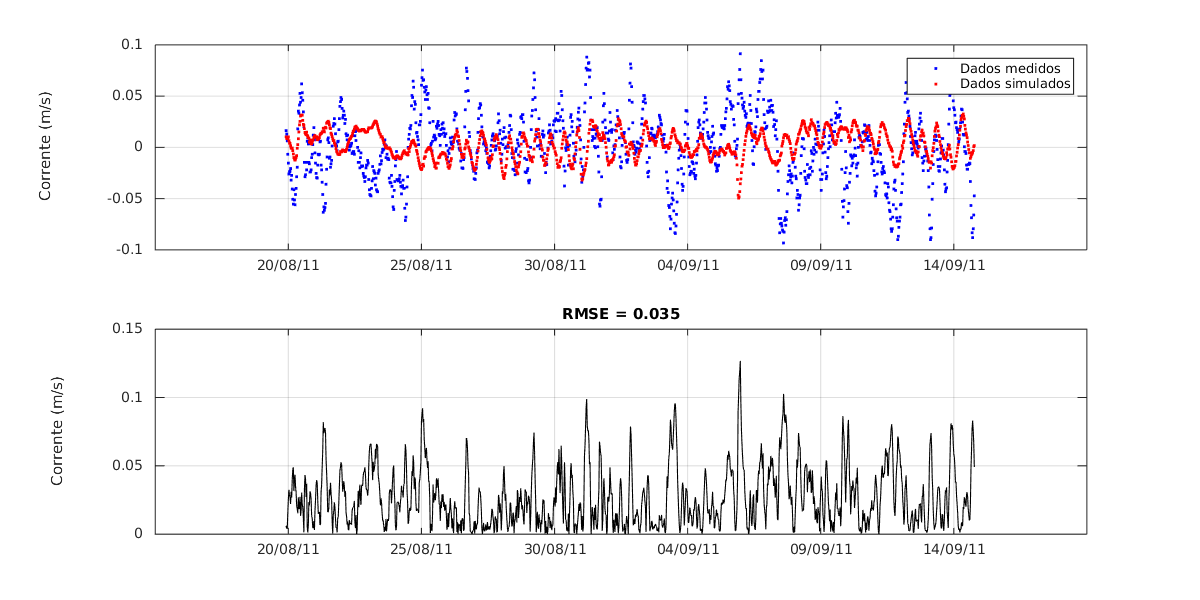 0.1
0.05
0
-0.05
-0.1
Corrente (m/s)
Dados medidos
Dados simulados
20/08/11 25/08/11 30/08/11 04/09/11 09/09/11 14/09/11
RMSE = 0.035
0.15
0.1
0.05
0
Corrente (m/s)
20/08/11 25/08/11 30/08/11 04/09/11 09/09/11 14/09/11